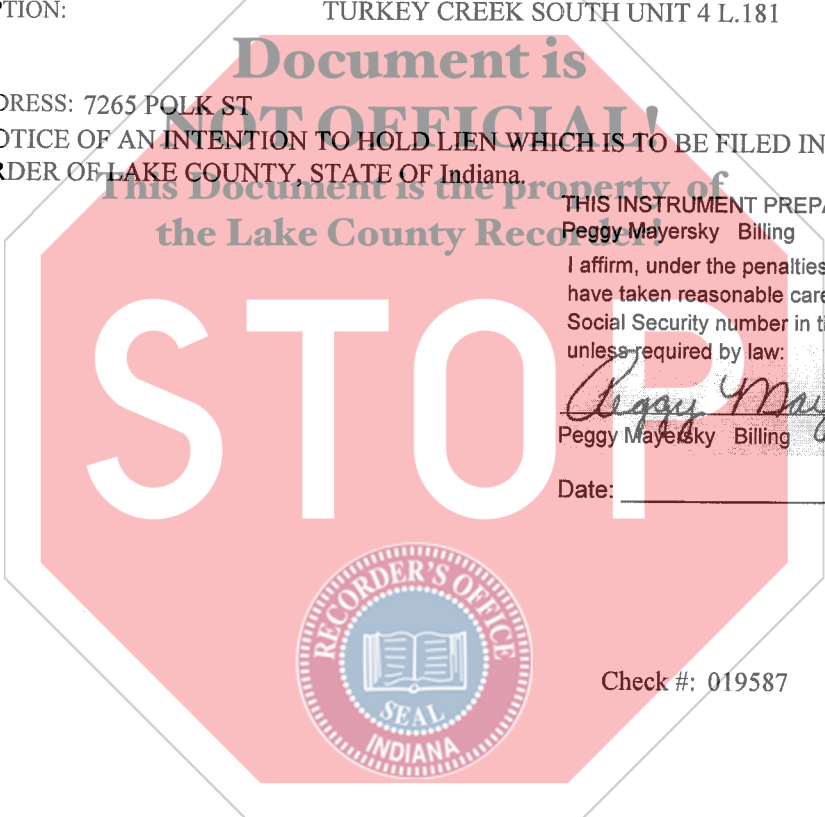 PTION: TURKEY CREEK SOUTH UNIT 4 L.181
Document is
DRESS: 7265 POLK ST
NOT OFFICIAL!
OTICE OF AN INTENTION TO HOLD LIEN WHICH IS TO BE FILED IN
RDER OF LAKE COUNTY, STATE OF Indiana.
This Document is the property of
the Lake County Recorder!
THIS INSTRUMENT PREPA
Peggy Mayersky Billing
I affirm, under the penalties
have taken reasonable care
Social Security number in t
unless required by law:
Peggy May
Peggy Mayersky Billing
Date:
STOP
RECORDER'S OFFICE
SEAL
INDIANA
Check #: 019587